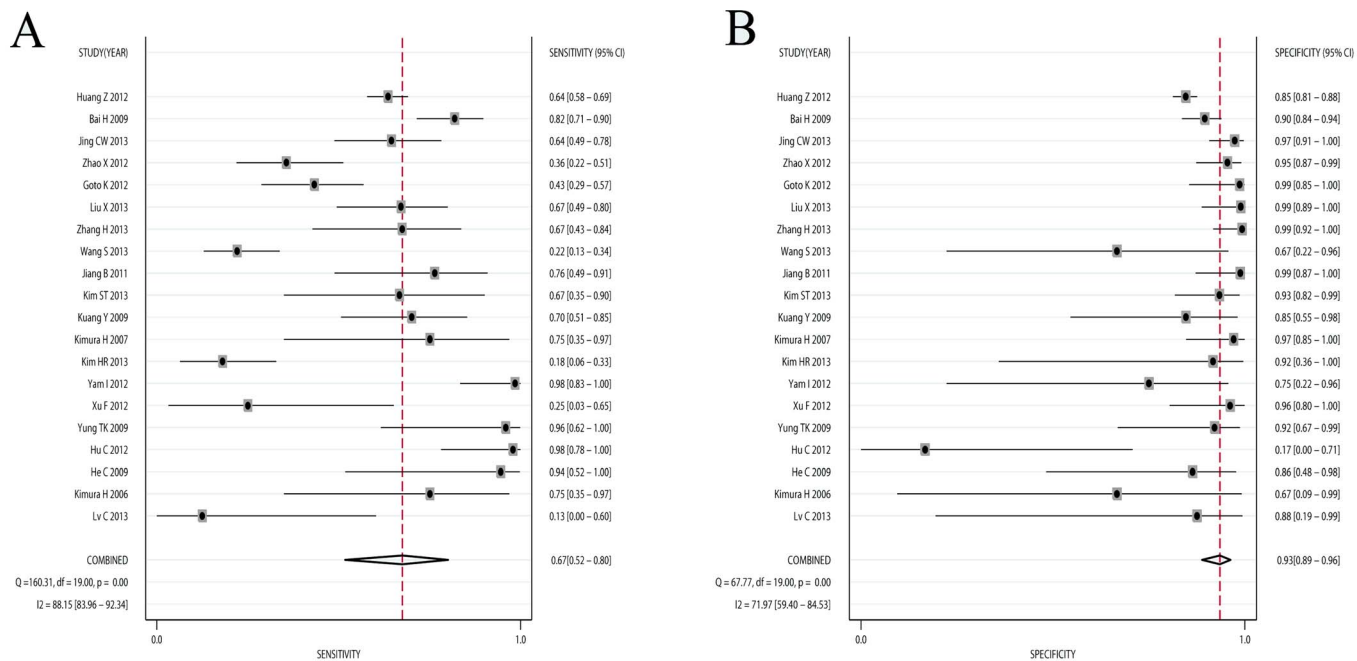 A
STUDY(YEAR) SENSITIVITY (95% CI)
Huang Z 2012 0.64 [0.58 – 0.69]
Bai H 2009 0.82 [0.71 – 0.90]
Jing CW 2013 0.64 [0.49 – 0.78]
Zhao X 2012 0.36 [0.22 – 0.51]
Goto K 2012 0.43 [0.29 – 0.57]
Liu X 2013 0.67 [0.49 – 0.80]
Zhang H 2013 0.67 [0.43 – 0.84]
Wang S 2013 0.22 [0.13 – 0.34]
Jiang B 2011 0.76 [0.49 – 0.91]
Kim ST 2013 0.67 [0.35 – 0.90]
Kuang Y 2009 0.70 [0.51 – 0.85]
Kimura H 2007 0.75 [0.35 – 0.97]
Kim HR 2013 0.18 [0.06 – 0.33]
Yam I 2012 0.98 [0.83 – 1.00]
Xu F 2012 0.25 [0.03 – 0.65]
Yung TK 2009 0.96 [0.62 – 1.00]
Hu C 2012 0.98 [0.78 – 1.00]
He C 2009 0.94 [0.52 – 1.00]
Kimura H 2006 0.75 [0.35 – 0.97]
Lv C 2013 0.13 [0.00 – 0.60]
COMBINED 0.67[0.52 – 0.80]
Q =160.31, df = 19.00, p = 0.00
I2 = 88.15 [83.96 – 92.34]
0.0 1.0
SENSITIVITY
B
STUDY(YEAR) SPECIFICITY (95% CI)
Huang Z 2012 0.85 [0.81 – 0.88]
Bai H 2009 0.90 [0.84 – 0.94]
Jing CW 2013 0.97 [0.91 – 1.00]
Zhao X 2012 0.95 [0.87 – 0.99]
Goto K 2012 0.99 [0.85 – 1.00]
Liu X 2013 0.99 [0.89 – 1.00]
Zhang H 2013 0.99 [0.92 – 1.00]
Wang S 2013 0.67 [0.22 – 0.96]
Jiang B 2011 0.99 [0.87 – 1.00]
Kim ST 2013 0.93 [0.82 – 0.99]
Kuang Y 2009 0.85 [0.55 – 0.98]
Kimura H 2007 0.97 [0.85 – 1.00]
Kim HR 2013 0.92 [0.36 – 1.00]
Yam I 2012 0.75 [0.22 – 0.96]
Xu F 2012 0.96 [0.80 – 1.00]
Yung TK 2009 0.92 [0.67 – 0.99]
Hu C 2012 0.17 [0.00 – 0.71]
He C 2009 0.86 [0.48 – 0.98]
Kimura H 2006 0.67 [0.09 – 0.99]
Lv C 2013 0.88 [0.19 – 0.99]
COMBINED 0.93[0.89 – 0.96]
Q = 67.77, df = 19.00, p = 0.00
I2 = 71.97 [59.40 – 84.53]
0.0 1.0
SPECIFICITY